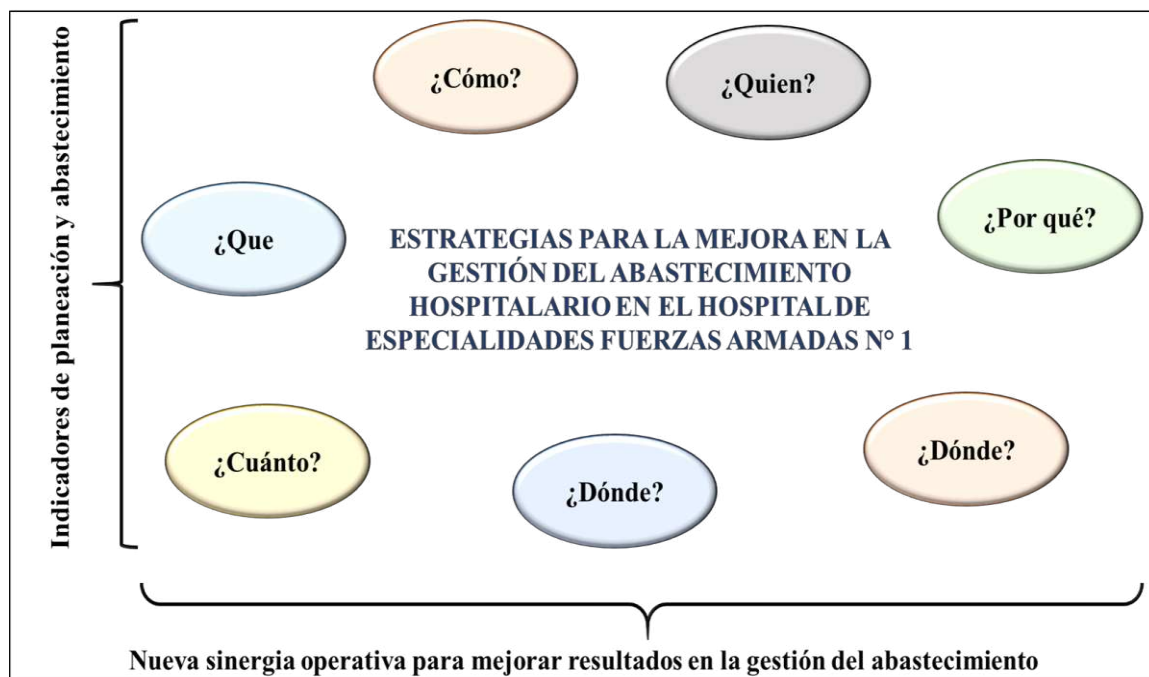 Indicadores de planeación y abastecimiento
¿Cómo?
¿Quien?
¿Que
¿Por qué?
ESTRATEGIAS PARA LA MEJORA EN LA
GESTIÓN DEL ABASTECIMIENTO
HOSPITALARIO EN EL HOSPITAL DE
ESPECIALIDADES FUERZAS ARMADAS N° 1
¿Cuánto?
¿Dónde?
¿Dónde?
Nueva sinergia operativa para mejorar resultados en la gestión del abastecimiento